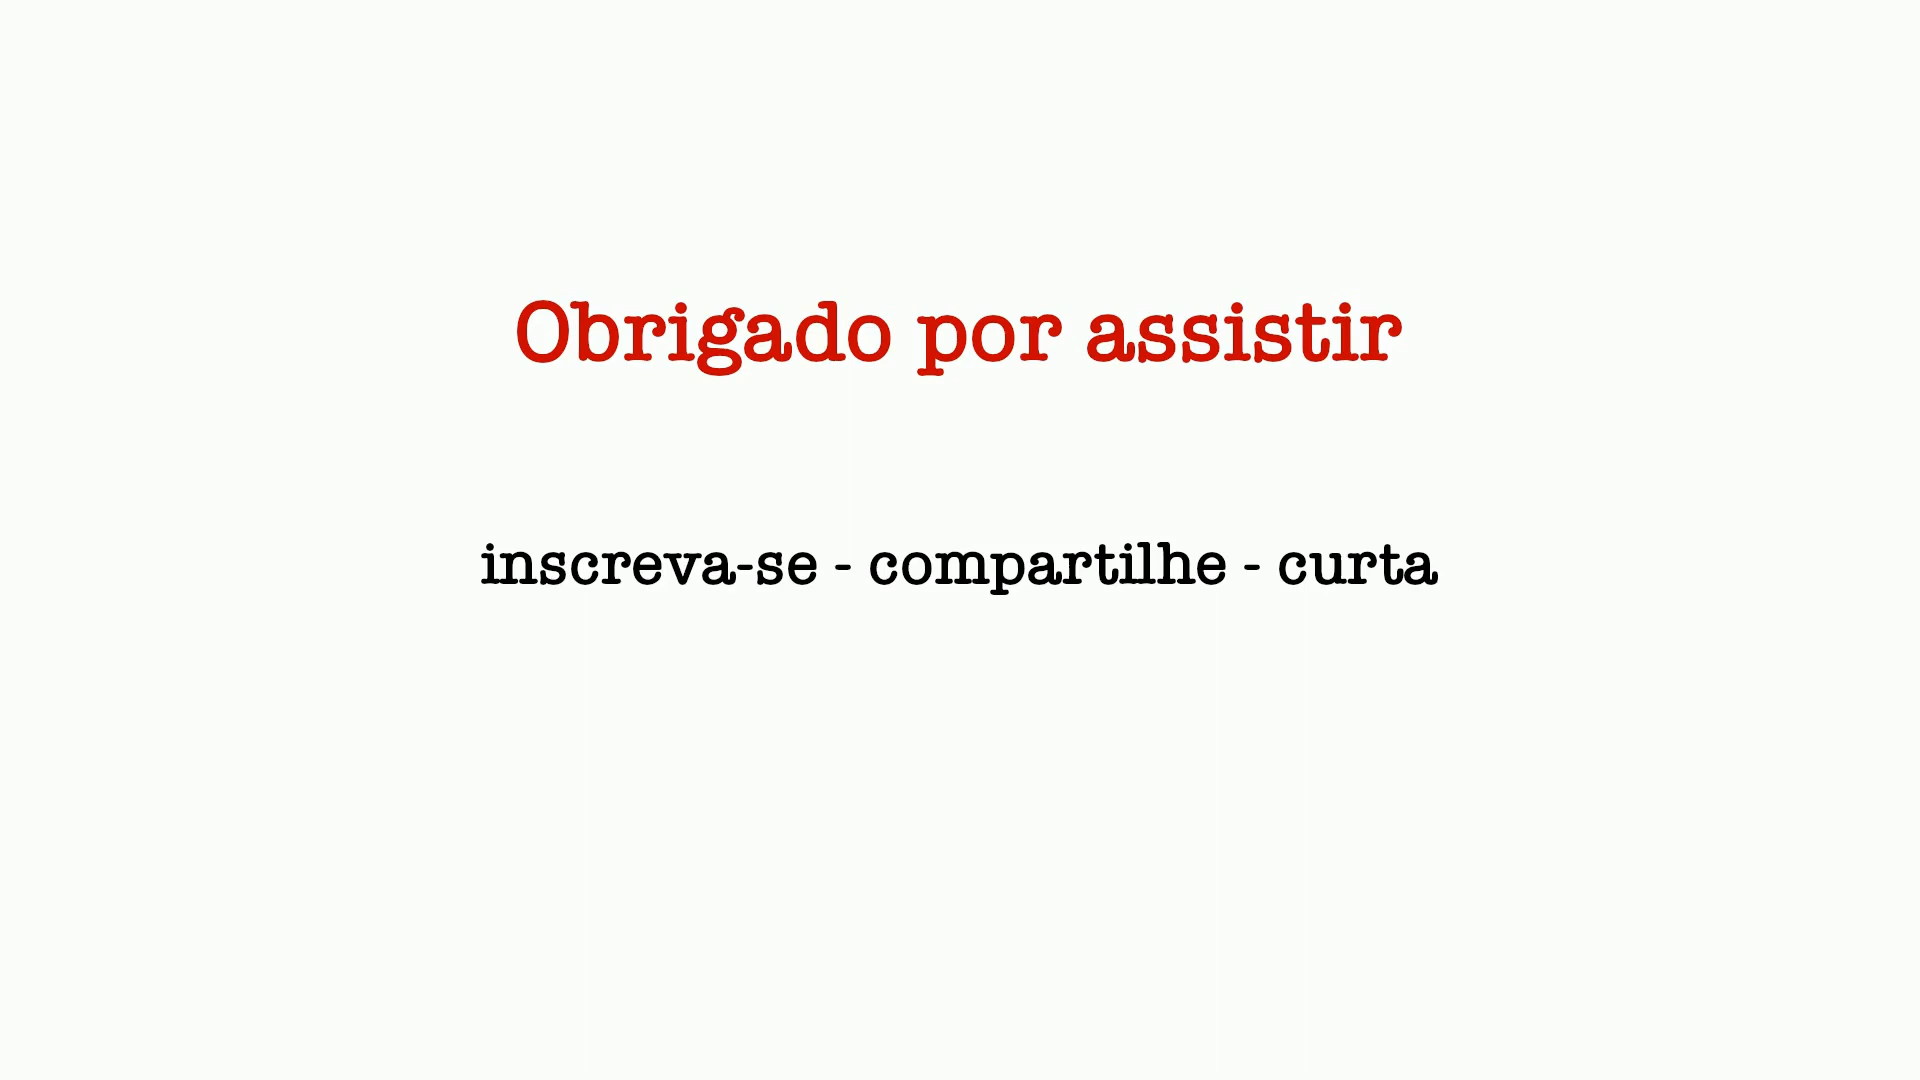 Obrigado por assistir
inscreva-se - compartilhe - curta